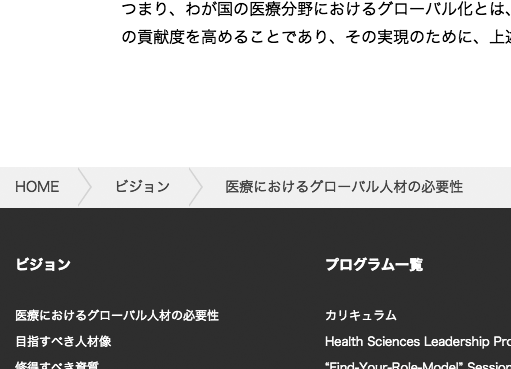 つまり、わが国の医療分野におけるグローバル化とは、
の貢献度を高めることであり、その実現のために、上
HOME ビジョン 医療におけるグローバル人材の必要性
ビジョン プログラム一覧
医療におけるグローバル人材の必要性 カリキュラム
目指すべき人材像 Health Sciences Leadership Pro
修得すべき資質 "Find-Your-Role-Model" Session